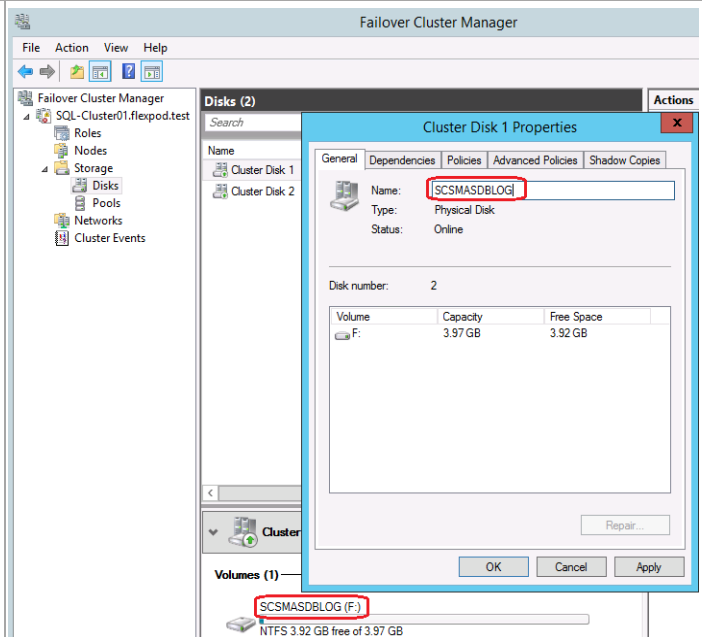 Failover Cluster Manager
File Action View Help
Failover Cluster Manager
SQL-Cluster01.flexpod.test
Roles
Nodes
Storage
Disks
Pools
Networks
Cluster Events
Disks (2)
Search
Name
Cluster Disk 1
Cluster Disk 2
Actions
Cluster Disk 1 Properties
x
General Dependencies Policies Advanced Policies Shadow Copies
Name: SCSMASDBLOG
Type: Physical Disk
Status: Online
Disk number: 2
Volume Capacity Free Space
F: 3.97 GB 3.92 GB
Repair...
OK Cancel Apply
Cluster
Volumes (1)
SCSMASDBLOG (F:)
NTFS 3.92 GB free of 3.97 GB